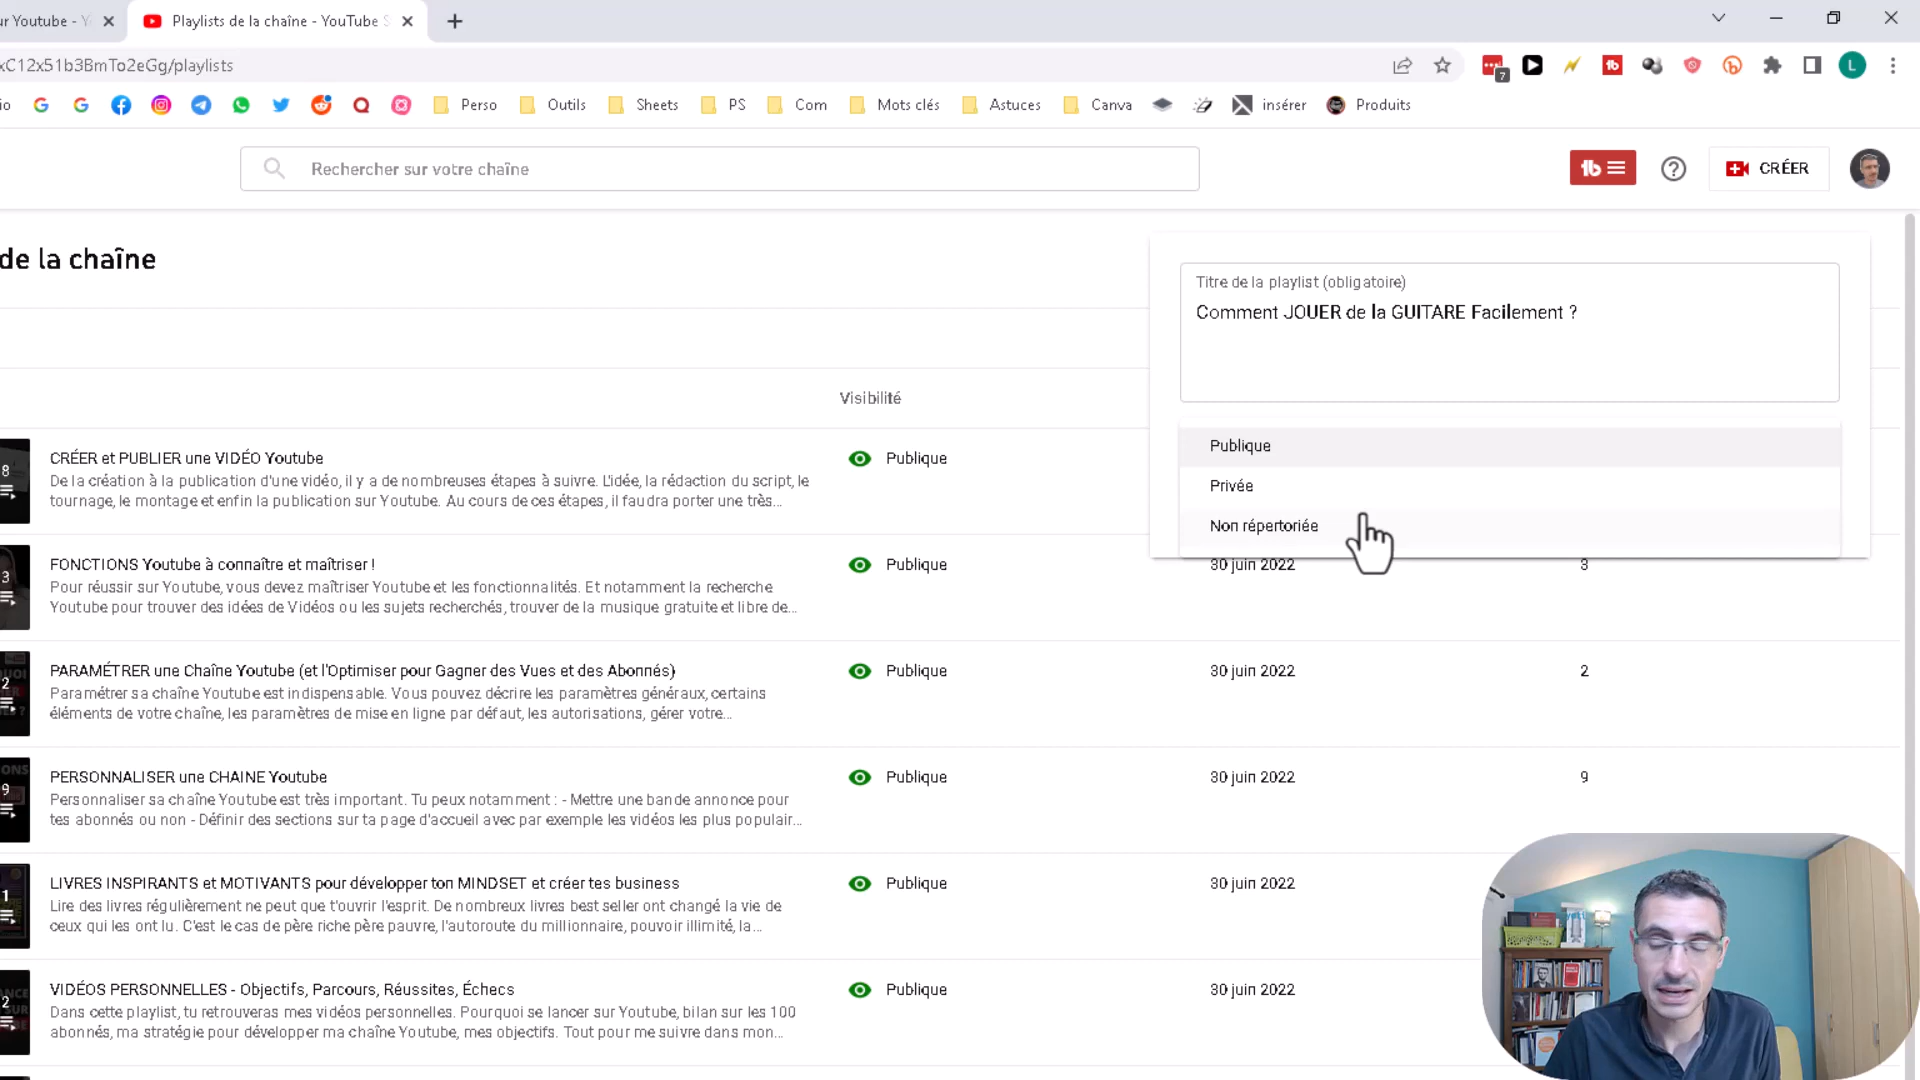 ur Youtube - Y
Playlists de la chaîne - YouTube S
xC12x51b3BmTo2eGg/playlists
7
L
io
Perso
Outils
Sheets
PS
Com
Mots clés
Astuces
Canva
insérer
Produits
Rechercher sur votre chaîne
CRÉER
de la chaîne
Titre de la playlist (obligatoire)
Comment JOUER de la GUITARE Facilement ?
Visibilité
Publique
Privée
Non répertoriée
8
CRÉER et PUBLIER une VIDÉO Youtube
Publique
De la création à la publication d'une vidéo, il y a de nombreuses étapes à suivre. L'idée, la rédaction du script, le
tournage, le montage et enfin la publication sur Youtube. Au cours de ces étapes, il faudra porter une très...
3
FONCTIONS Youtube à connaître et maîtriser !
Publique
30 juin 2022
3
Pour réussir sur Youtube, vous devez maîtriser Youtube et les fonctionnalités. Et notamment la recherche
Youtube pour trouver des idées de Vidéos ou les sujets recherchés, trouver de la musique gratuite et libre de...
2
PARAMÉTRER une Chaîne Youtube (et l'Optimiser pour Gagner des Vues et des Abonnés)
Publique
30 juin 2022
2
Paramétrer sa chaîne Youtube est indispensable. Vous pouvez décrire les paramètres généraux, certains
éléments de votre chaîne, les paramètres de mise en ligne par défaut, les autorisations, gérer votre...
9
PERSONNALISER une CHAINE Youtube
Publique
30 juin 2022
9
Personnaliser sa chaîne Youtube est très important. Tu peux notamment : - Mettre une bande annonce pour
tes abonnés ou non - Définir des sections sur ta page d'accueil avec par exemple les vidéos les plus populair...
1
LIVRES INSPIRANTS et MOTIVANTS pour développer ton MINDSET et créer tes business
Publique
30 juin 2022
Lire des livres régulièrement ne peut que t'ouvrir l'esprit. De nombreux livres best seller ont changé la vie de
ceux qui les ont lu. C'est le cas de père riche père pauvre, l'autoroute du millionnaire, pouvoir illimité, la...
2
VIDÉOS PERSONNELLES - Objectifs, Parcours, Réussites, Échecs
Publique
30 juin 2022
Dans cette playlist, tu retrouveras mes vidéos personnelles. Pourquoi se lancer sur Youtube, bilan sur les 100
abonnés, ma stratégie pour développer ma chaîne Youtube, mes objectifs. Tout pour me suivre dans mon...